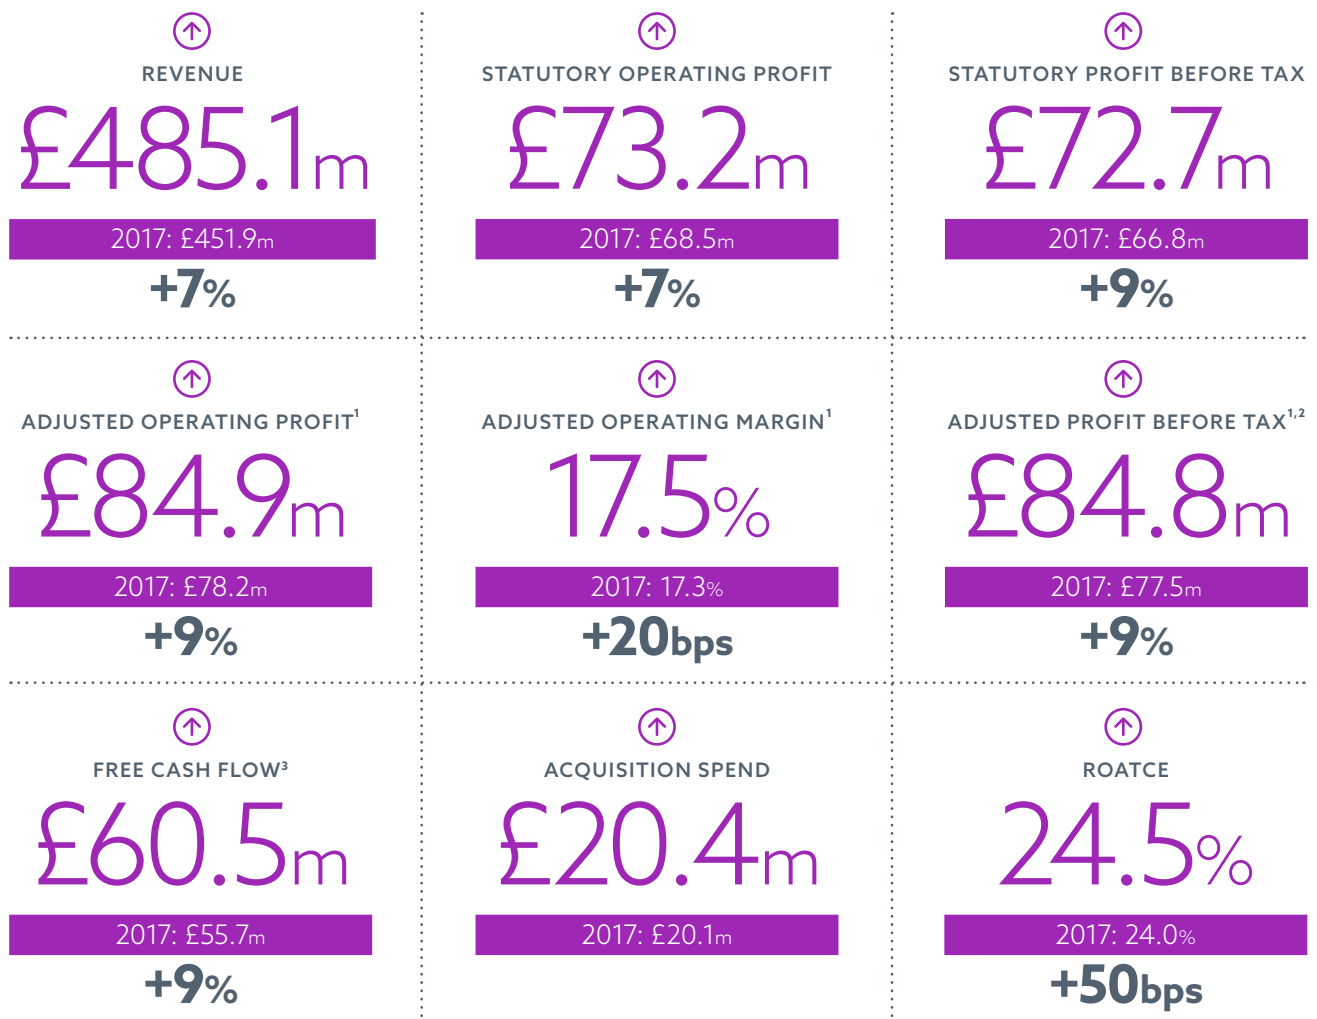 REVENUE
£485.1m
2017: £451.9m
+7%
STATUTORY OPERATING PROFIT
£73.2m
2017: £68.5m
+7%
STATUTORY PROFIT BEFORE TAX
£72.7m
2017: £66.8m
+9%
ADJUSTED OPERATING PROFIT¹
£84.9m
2017: £78.2m
+9%
ADJUSTED OPERATING MARGIN¹
17.5%
2017: 17.3%
+20bps
ADJUSTED PROFIT BEFORE TAX¹,²
£84.8m
2017: £77.5m
+9%
FREE CASH FLOW³
£60.5m
2017: £55.7m
+9%
ACQUISITION SPEND
£20.4m
2017: £20.1m
ROATCE
24.5%
2017: 24.0%
+50bps